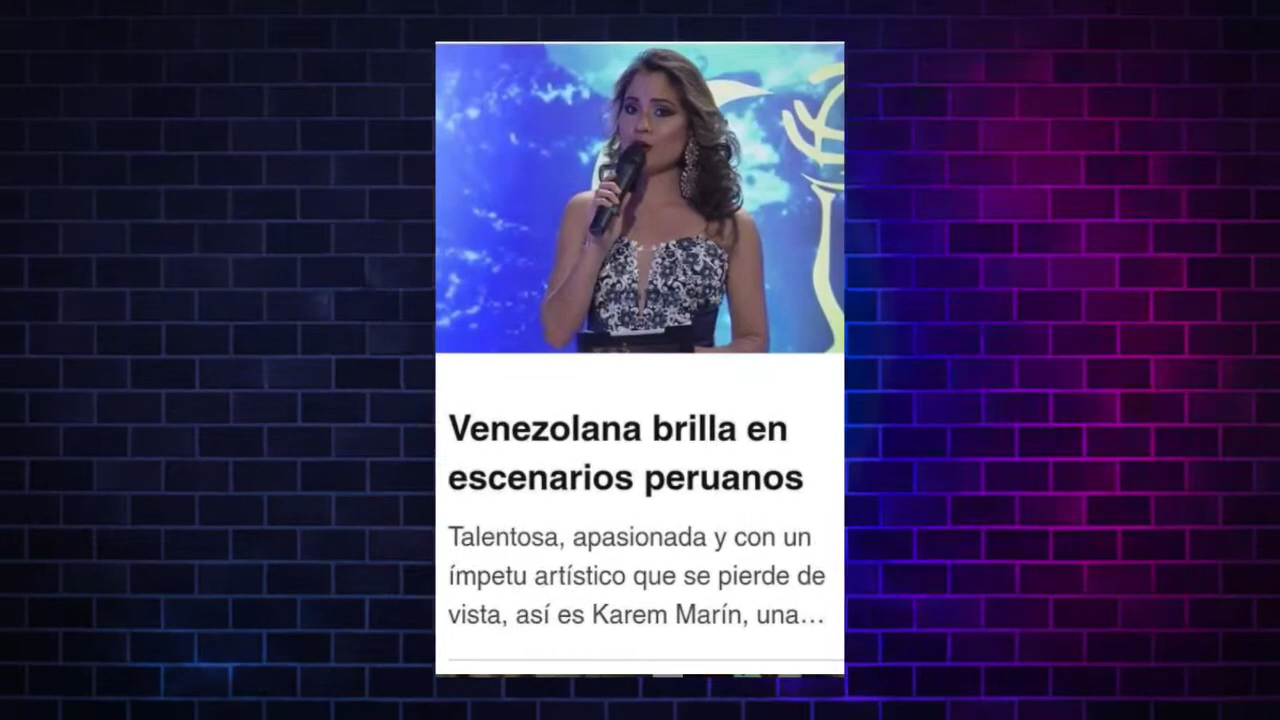 Venezolana brilla en
escenarios peruanos
Talentosa, apasionada y con un
ímpetu artístico que se pierde de
vista, así es Karem Marín, una…